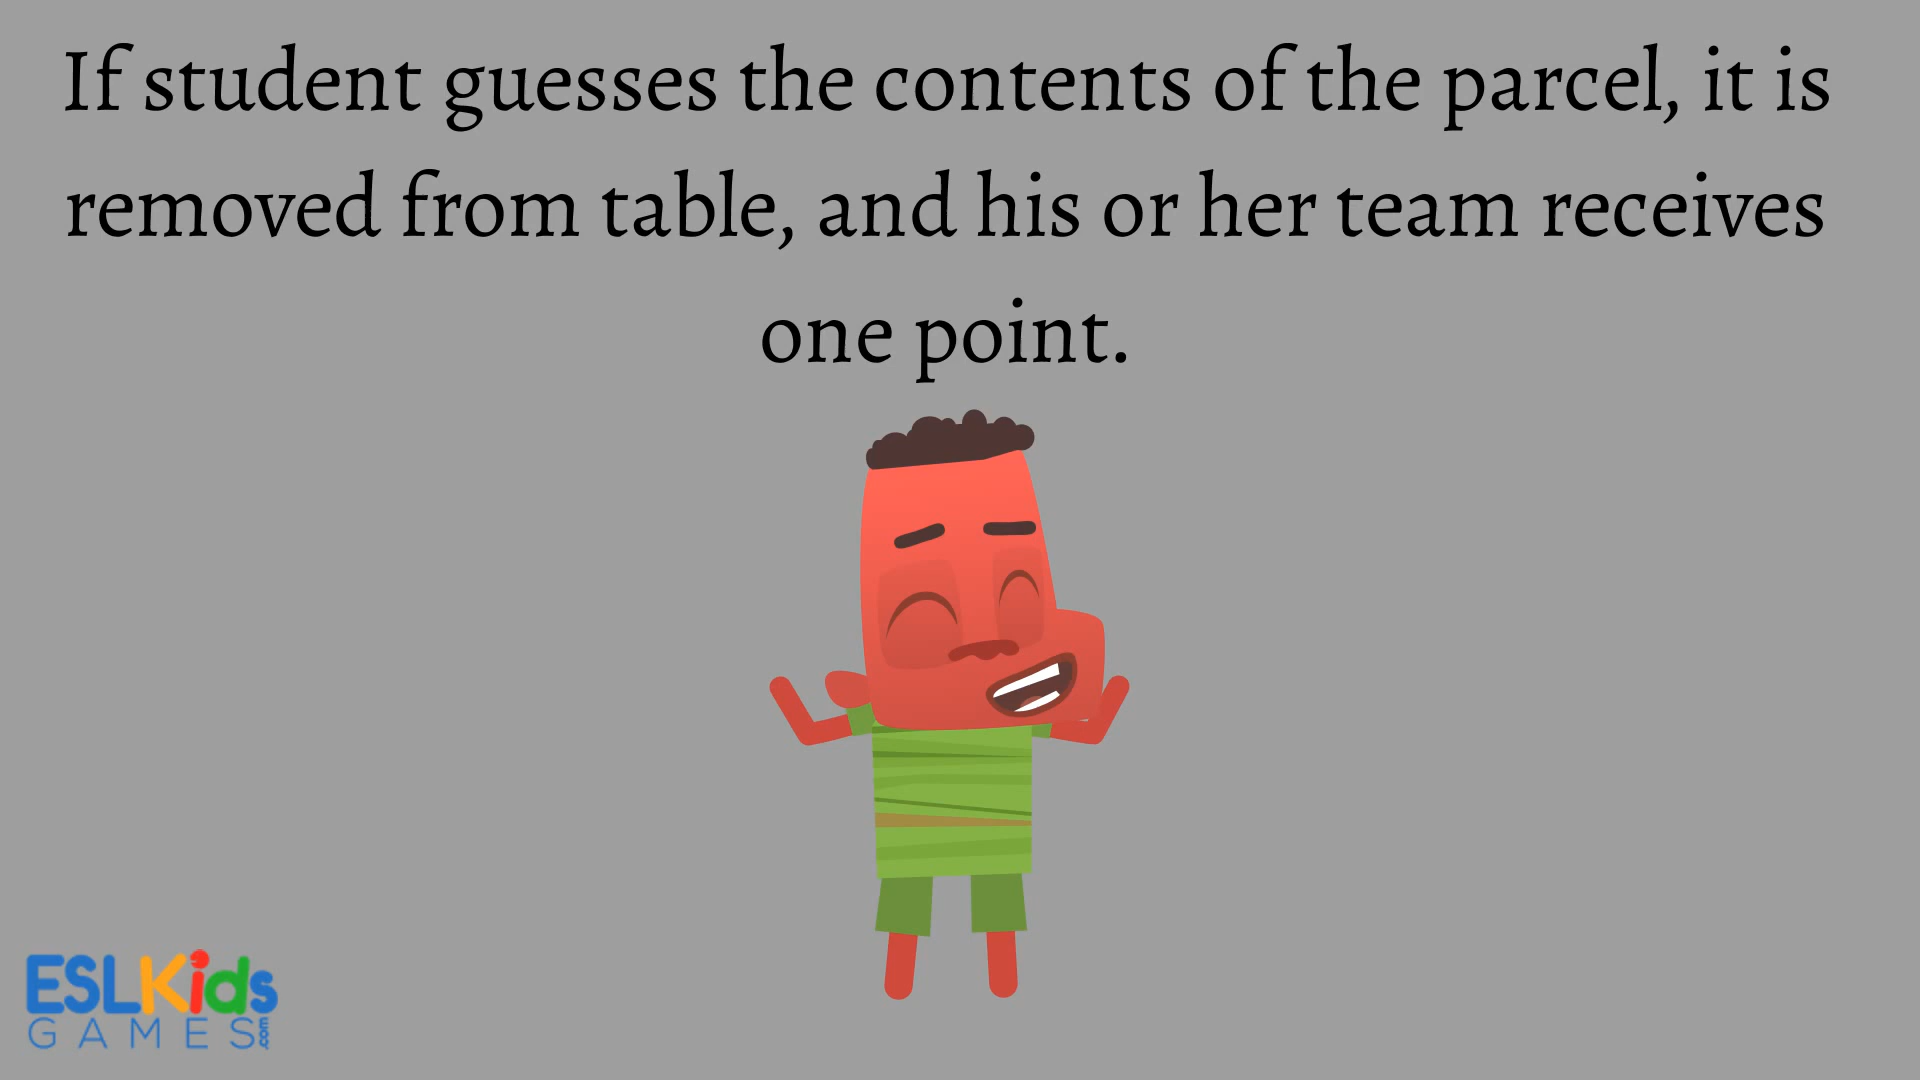 If student guesses the contents of the parcel, it is
removed from table, and his or her team receives
one point.
ESLKids
GAMES.COM